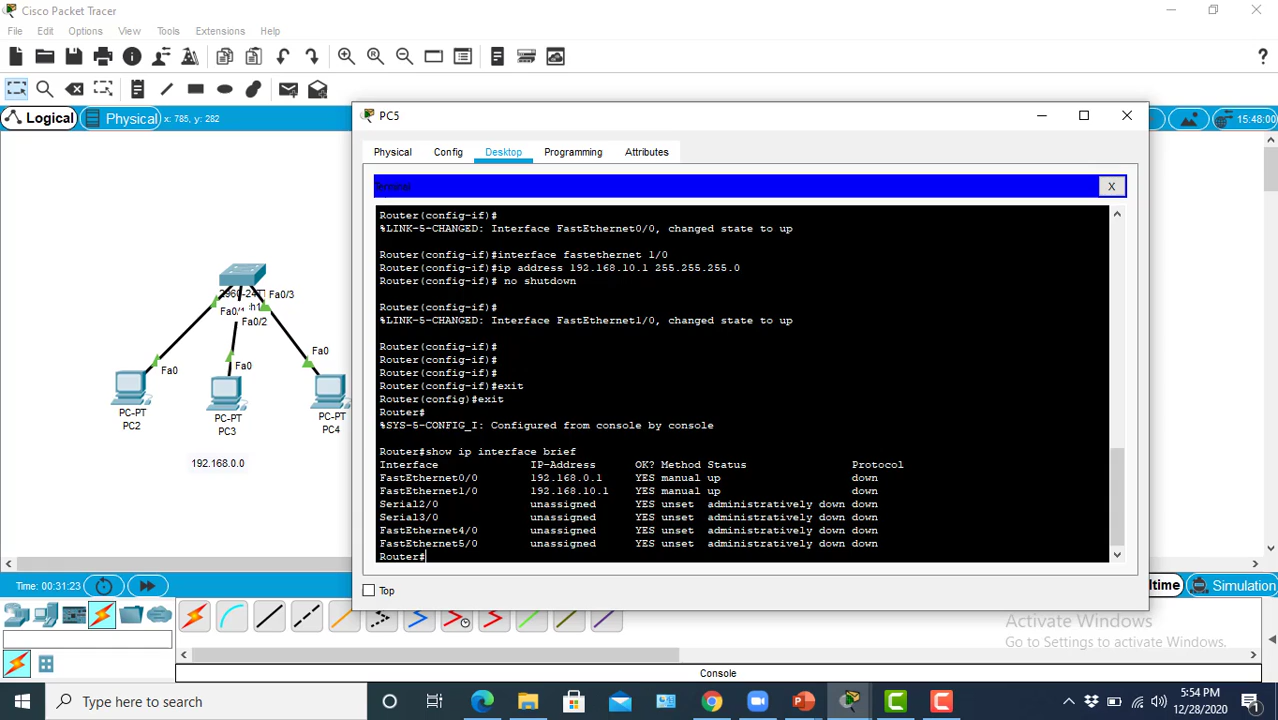 Cisco Packet Tracer
File Edit Options View Tools Extensions Help
?
Logical Physical x: 785, y: 282
15:48:00
PC5
Physical Config Desktop Programming Attributes
Terminal X
Router(config-if)#
%LINK-5-CHANGED: Interface FastEthernet0/0, changed state to up
Router(config-if)#interface fastethernet 1/0
Router(config-if)#ip address 192.168.10.1 255.255.255.0
Router(config-if)# no shutdown
Router(config-if)#
%LINK-5-CHANGED: Interface FastEthernet1/0, changed state to up
Router(config-if)#
Router(config-if)#
Router(config-if)#
Router(config-if)#exit
Router(config)#exit
Router#
%SYS-5-CONFIG_I: Configured from console by console
Router#show ip interface brief
Interface IP-Address OK? Method Status Protocol
FastEthernet0/0 192.168.0.1 YES manual up down
FastEthernet1/0 192.168.10.1 YES manual up down
Serial2/0 unassigned YES unset administratively down down
Serial3/0 unassigned YES unset administratively down down
FastEthernet4/0 unassigned YES unset administratively down down
FastEthernet5/0 unassigned YES unset administratively down down
Router#
Top
Fa0/3
Fa0/2
Fa0
Fa0
Fa0
PC-PT
PC2
PC-PT
PC3
PC-PT
PC4
192.168.0.0
Time: 00:31:23
ltime Simulation
Activate Windows
Go to Settings to activate Windows.
Console
Type here to search
5:54 PM
12/28/2020
1